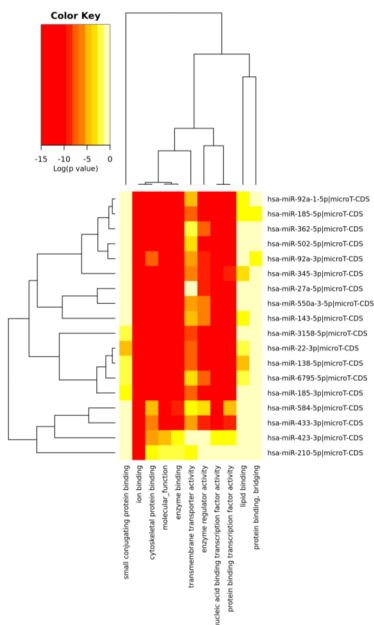 Color Key
-15 -10 -5 0
Log(p value)
hsa-miR-92a-1-5p|microT-CDS
hsa-miR-185-5p|microT-CDS
hsa-miR-362-5p|microT-CDS
hsa-miR-502-5p|microT-CDS
hsa-miR-92a-3p|microT-CDS
hsa-miR-345-3p|microT-CDS
hsa-miR-27a-5p|microT-CDS
hsa-miR-550a-3-5p|microT-CDS
hsa-miR-143-5p|microT-CDS
hsa-miR-3158-5p|microT-CDS
hsa-miR-22-3p|microT-CDS
hsa-miR-138-5p|microT-CDS
hsa-miR-6795-5p|microT-CDS
hsa-miR-185-3p|microT-CDS
hsa-miR-584-5p|microT-CDS
hsa-miR-433-3p|microT-CDS
hsa-miR-423-3p|microT-CDS
hsa-miR-210-5p|microT-CDS
small conjugating protein binding
ion binding
cytoskeletal protein binding
molecular_function
enzyme binding
transmembrane transporter activity
enzyme regulator activity
nucleic acid binding transcription factor activity
protein binding transcription factor activity
lipid binding
protein binding, bridging